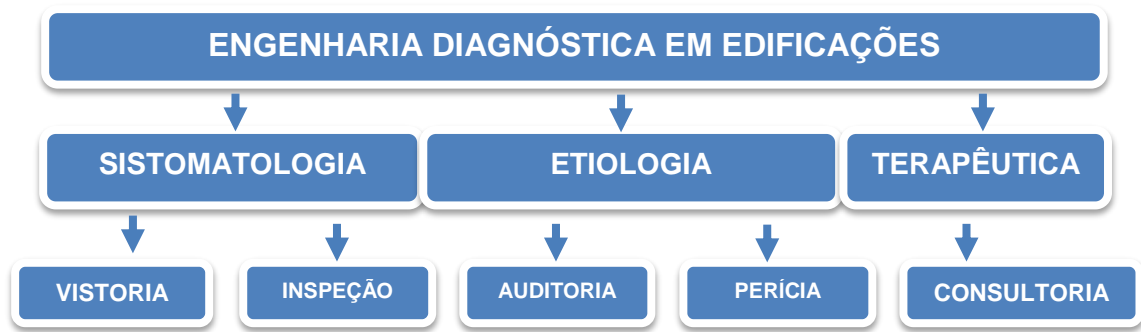 ENGENHARIA DIAGNÓSTICA EM EDIFICAÇÕES
SISTOMATOLOGIA
ETIOLOGIA
TERAPÊUTICA
VISTORIA
INSPEÇÃO
AUDITORIA
PERÍCIA
CONSULTORIA